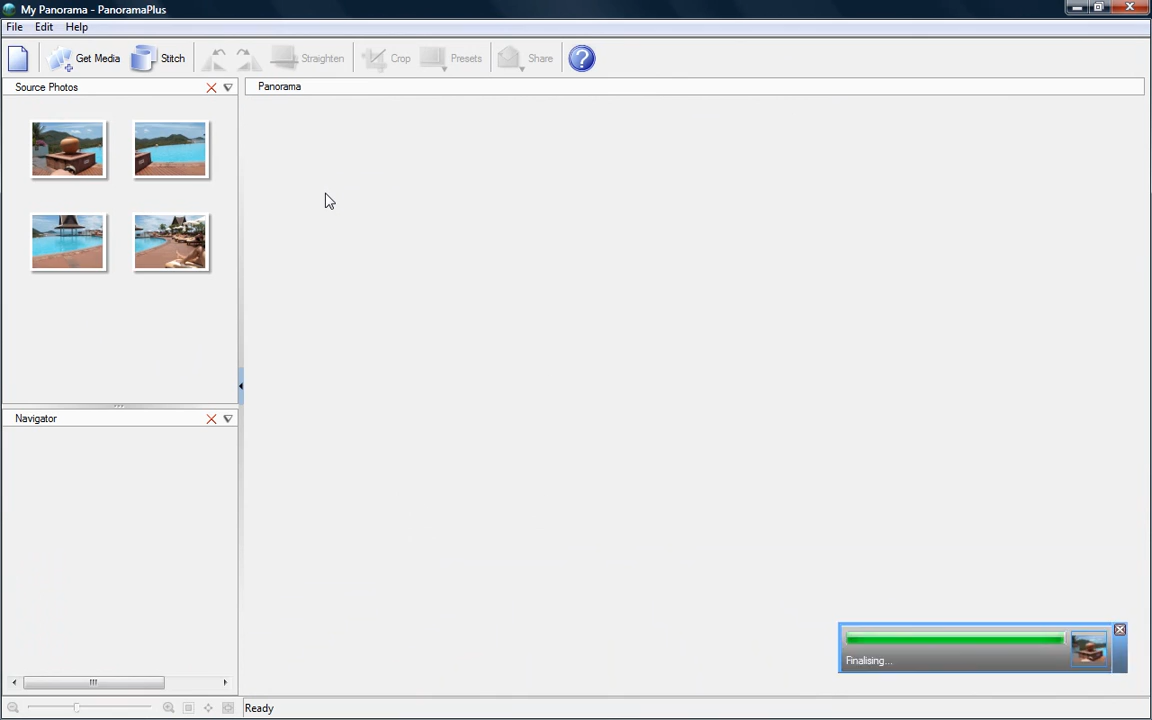 My Panorama - PanoramaPlus
File Edit Help
Get Media Stitch Straighten Crop Presets Share ?
Source Photos
Panorama
Navigator
Finalising...
Ready